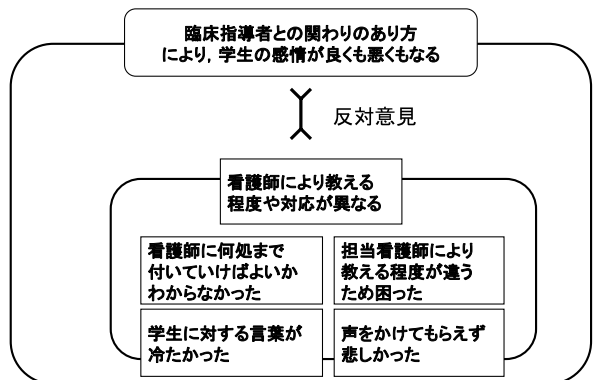 臨床指導者との関わりのあり方
により，学生の感情が良くも悪くもなる
反対意見
看護師により教える
程度や対応が異なる
看護師に何処まで
付いていけばよいか
わからなかった
担当看護師により
教える程度が違う
ため困った
学生に対する言葉が
冷たかった
声をかけてもらえず
悲しかった